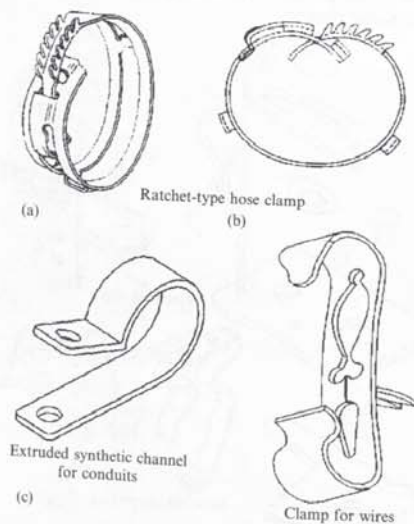 Ratchet-type hose clamp
(a)
(b)
Extruded synthetic channel
for conduits
(c)
Clamp for wires